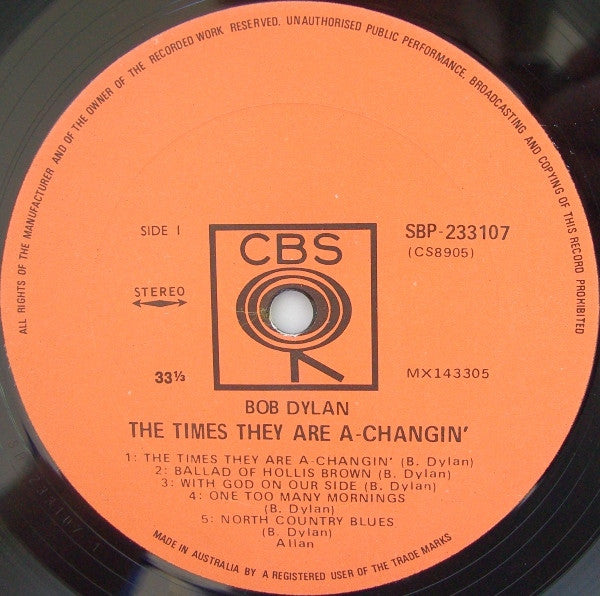 ALL RIGHTS OF THE MANUFACTURER AND OF THE OWNER OF THE RECORDED WORK RESERVED. UNAUTHORISED PUBLIC PERFORMANCE, BROADCASTING AND COPYING OF THIS RECORD PROHIBITED
SIDE I
CBS
SBP-233107
(CS8905)
STEREO
33⅓
MX143305
BOB DYLAN
THE TIMES THEY ARE A-CHANGIN'
1: THE TIMES THEY ARE A-CHANGIN' (B. Dylan)
2: BALLAD OF HOLLIS BROWN (B. Dylan)
3: WITH GOD ON OUR SIDE (B. Dylan)
4: ONE TOO MANY MORNINGS
(B. Dylan)
5: NORTH COUNTRY BLUES
(B. Dylan)
Allan
MADE IN AUSTRALIA BY A REGISTERED USER OF THE TRADE MARKS